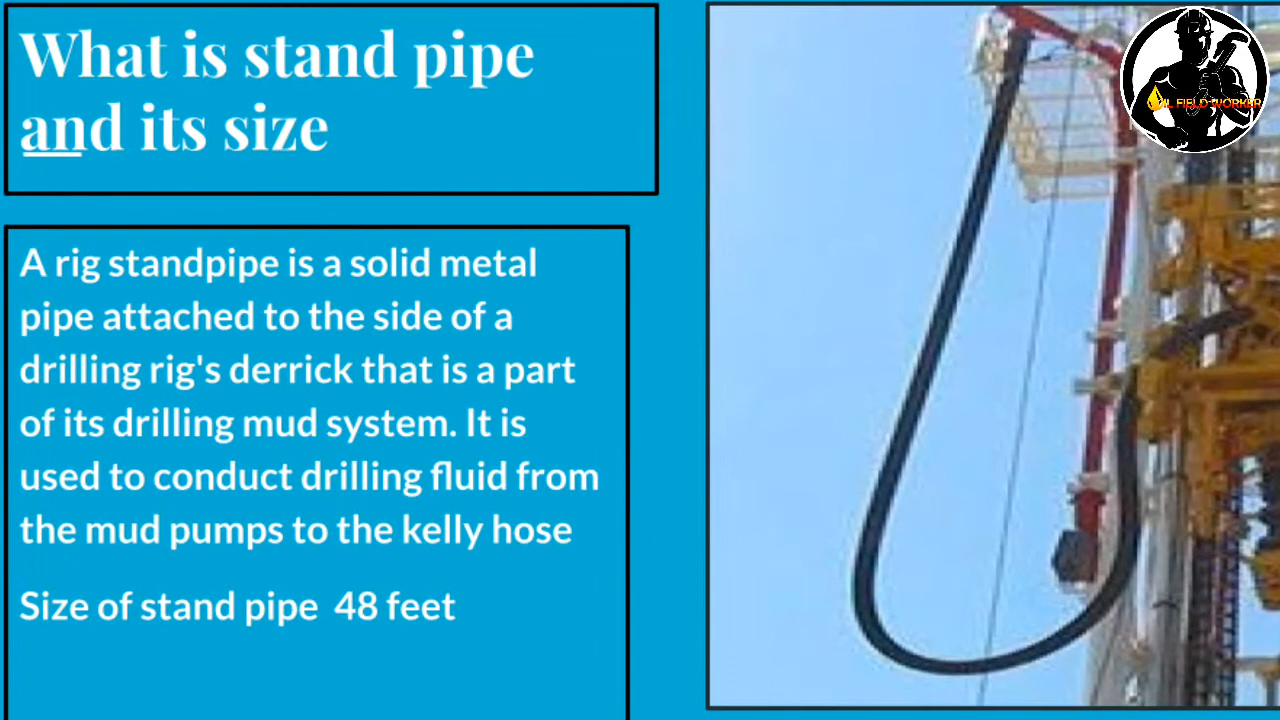 What is stand pipe
and its size
A rig standpipe is a solid metal
pipe attached to the side of a
drilling rig's derrick that is a part
of its drilling mud system. It is
used to conduct drilling fluid from
the mud pumps to the kelly hose
Size of stand pipe 48 feet
OIL FIELD WORKER